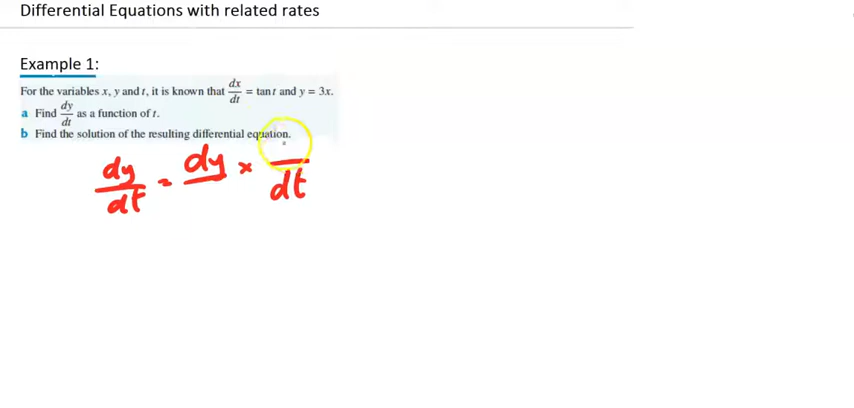 Differential Equations with related rates
Example 1:
For the variables x, y and t, it is known that dx/dt = tan t and y = 3x.
a Find dy/dt as a function of t.
b Find the solution of the resulting differential equation.
dy/dt = dy/ × /dt